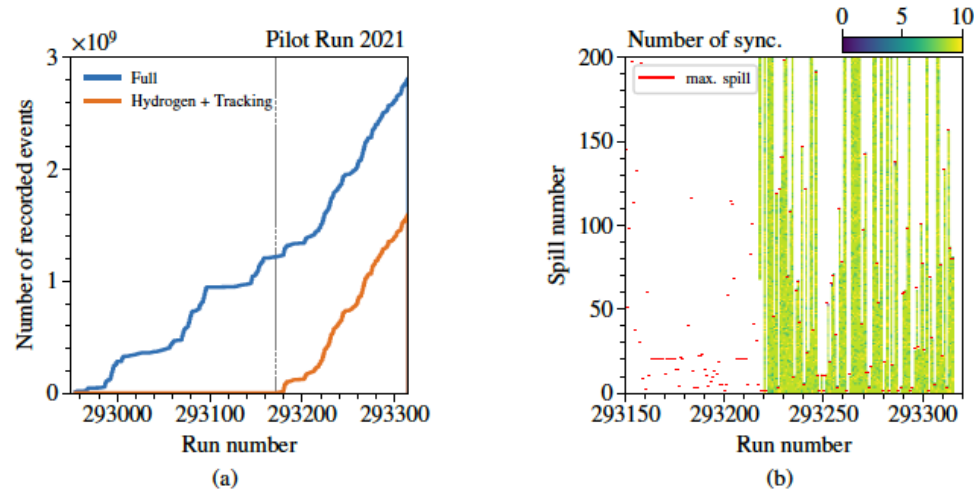 ×10⁹ Pilot Run 2021
3
2
1
0
Full
Hydrogen + Tracking
Number of recorded events
293000 293100 293200 293300
Run number
(a)
0 5 10
Number of sync.
200
150
100
50
0
max. spill
Spill number
293150 293200 293250 293300
Run number
(b)